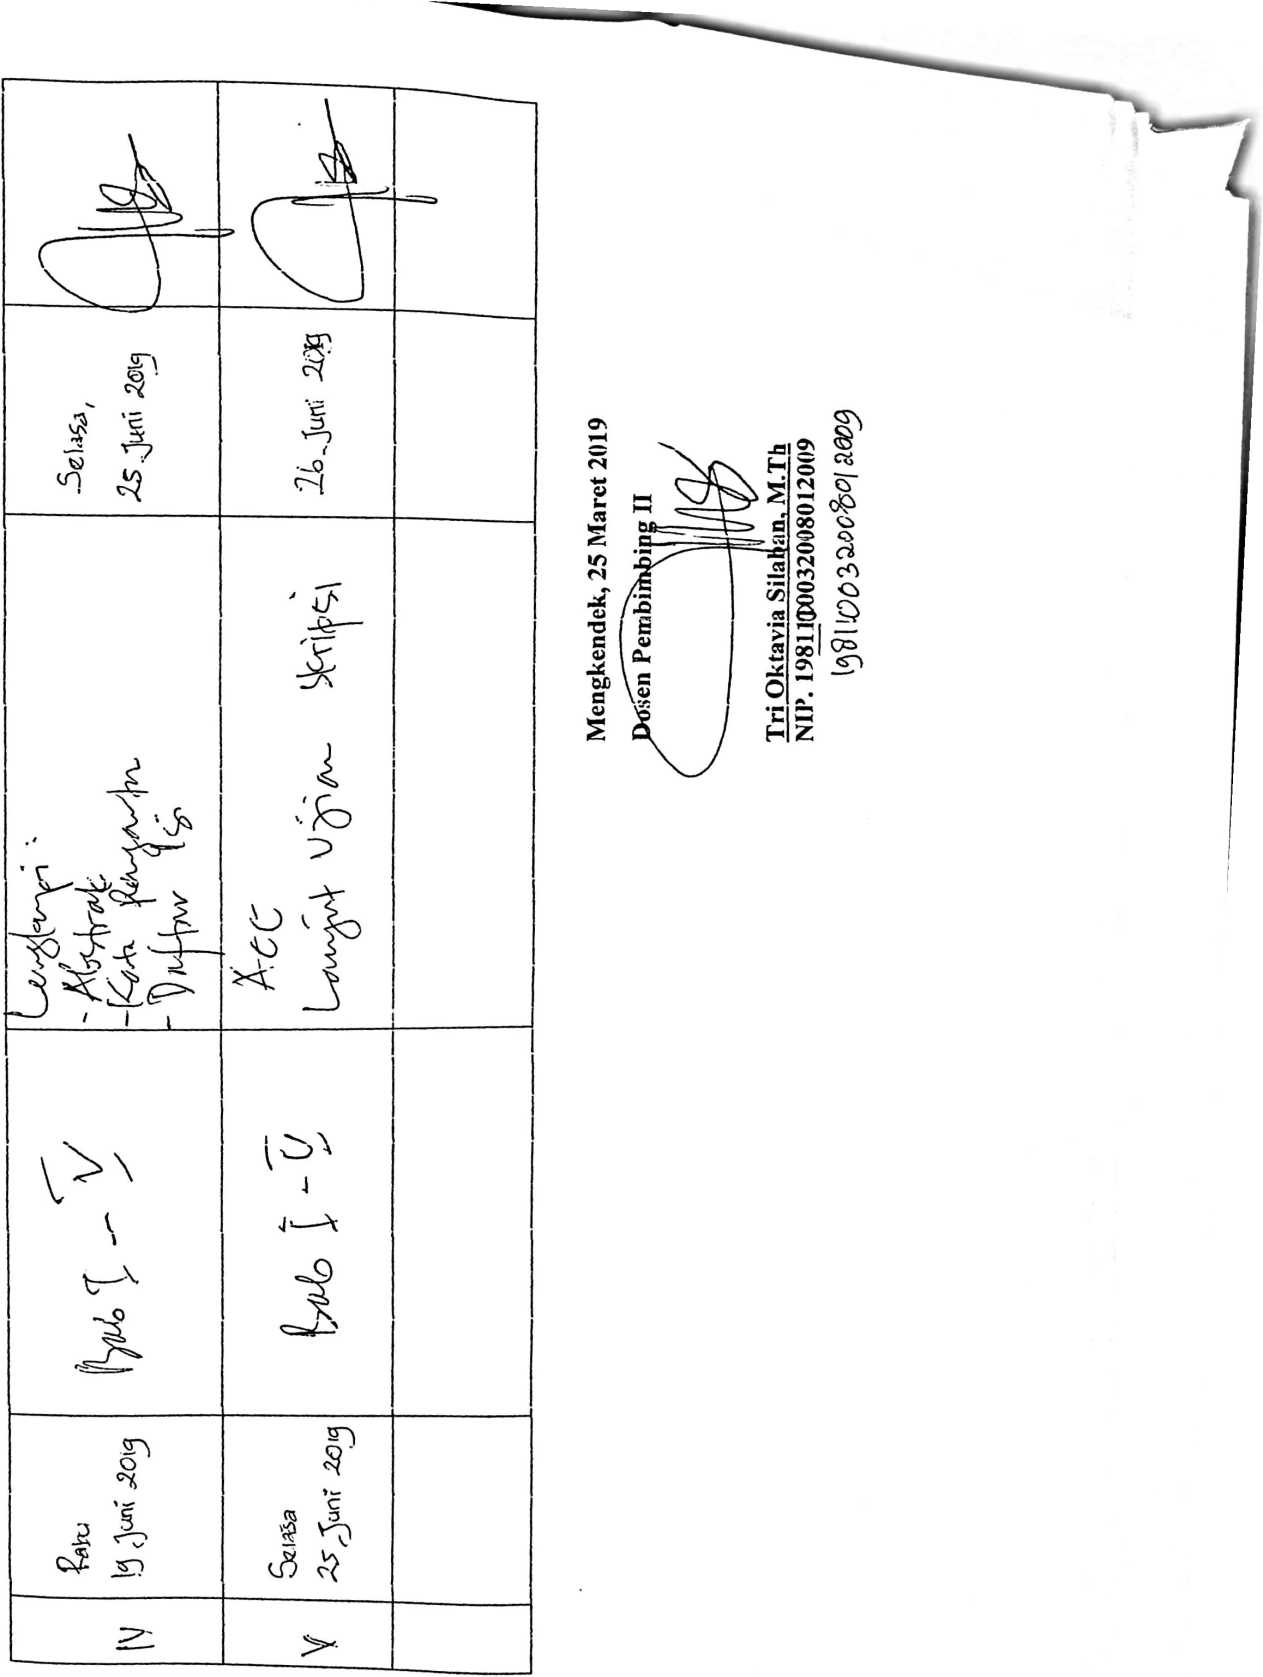 IV
Rabu
19 Juni 2019
Bab I - V
Lengkapi:
- Abstrak
- Kata Pengantar
- Daftar isi
Selasa,
25 Juni 2019
V
Selasa
25 Juni 2019
Bab I - V
Acc
Lanjut Ujian Skripsi
26 Juni 2019
Mengkendek, 25 Maret 2019
Dosen Pembimbing II
Tri Oktavia Silaban, M.Th
NIP.
198110032008012009